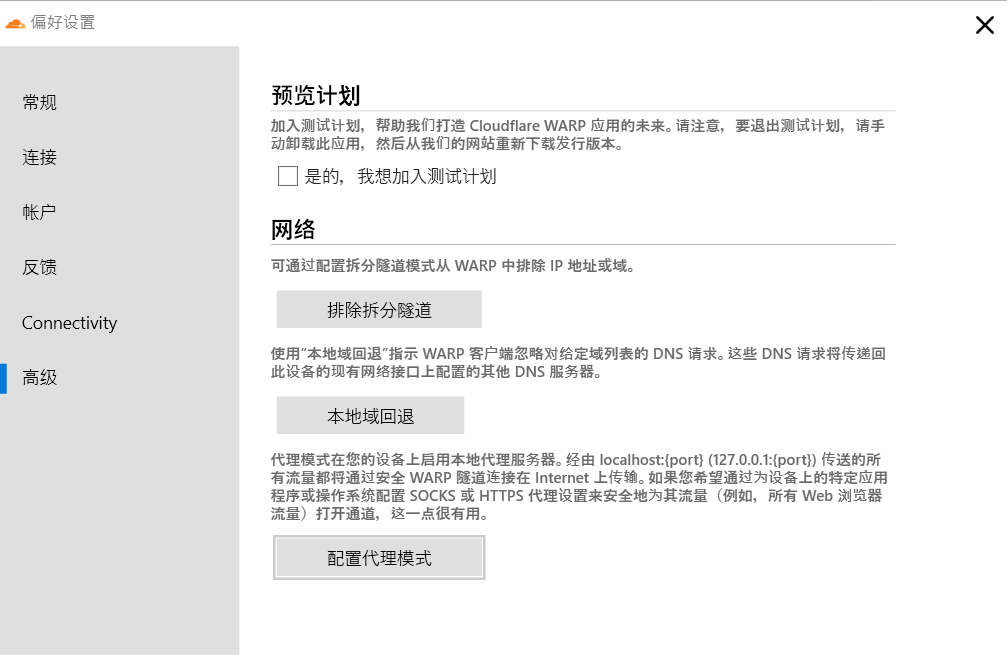 偏好设置
常规
连接
帐户
反馈
Connectivity
高级
预览计划
加入测试计划，帮助我们打造 Cloudflare WARP 应用的未来。请注意，要退出测试计划，请手
动卸载此应用，然后从我们的网站重新下载发行版本。
是的，我想加入测试计划
网络
可通过配置拆分隧道模式从 WARP 中排除 IP 地址或域。
排除拆分隧道
使用“本地域回退”指示 WARP 客户端忽略对给定域列表的 DNS 请求。这些 DNS 请求将传递回
此设备的现有网络接口上配置的其他 DNS 服务器。
本地域回退
代理模式在您的设备上启用本地代理服务器。经由 localhost:{port} (127.0.0.1:{port}) 传送的所
有流量都将通过安全 WARP 隧道连接在 Internet 上传输。如果您希望通过为设备上的特定应用
程序或操作系统配置 SOCKS 或 HTTPS 代理设置来安全地为其流量（例如，所有 Web 浏览器
流量）打开通道，这一点很有用。
配置代理模式